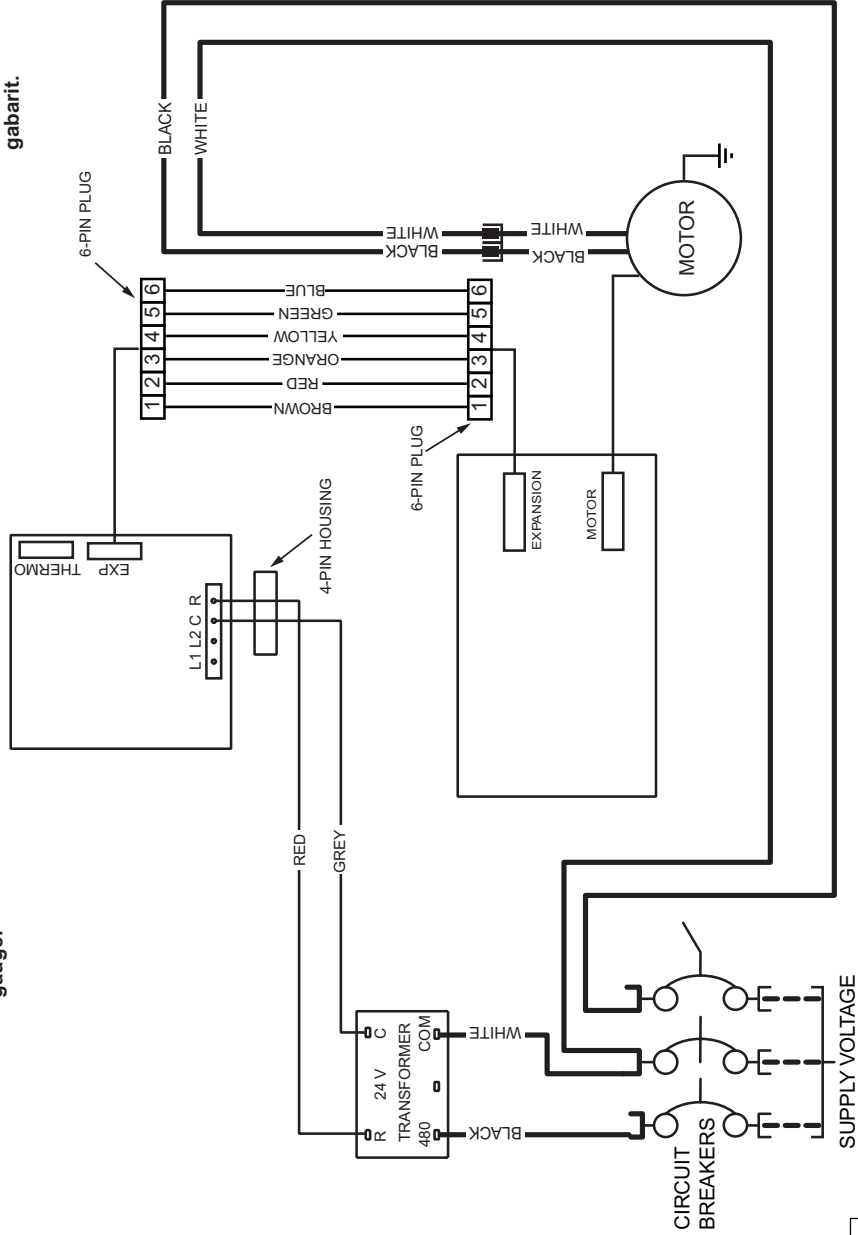 gauge.
gabarit.
BLACK
WHITE
6-PIN PLUG
WHITE
BLACK
WHITE
BLACK
MOTOR
6
5
4
3
2
1
BLUE
GREEN
YELLOW
ORANGE
RED
BROWN
6
5
4
3
2
1
6-PIN PLUG
THERMO
EXP
L1 L2 C R
4-PIN HOUSING
EXPANSION
MOTOR
RED
GREY
R
24 V
C
TRANSFORMER
480
COM
BLACK
WHITE
CIRCUIT
BREAKERS
SUPPLY VOLTAGE